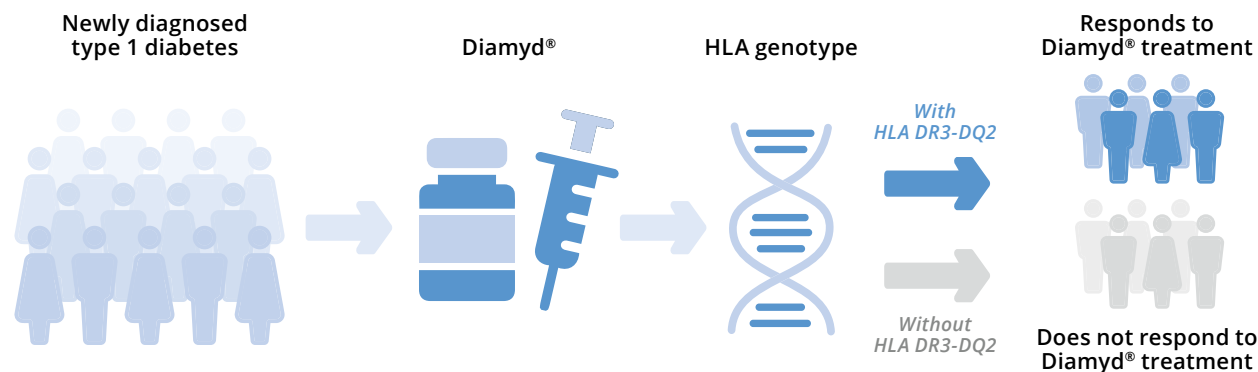 Newly diagnosed
type 1 diabetes
Diamyd®
HLA genotype
Responds to
Diamyd® treatment
With
HLA DR3-DQ2
Without
HLA DR3-DQ2
Does not respond to
Diamyd® treatment